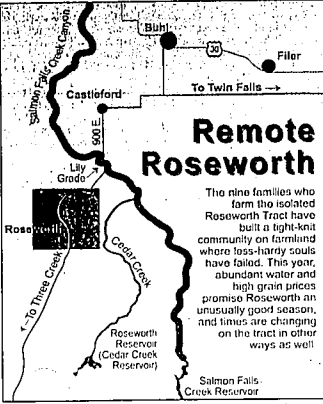 Buhl
30
Filer
Salmon Falls Creek Canyon
Castleford
To Twin Falls
900 E.
Remote
Roseworth
Lily
Grade
The nine families who
farm the isolated
Roseworth Tract have
built a tight-knit
community on farmland
where less-hardy souls
have failed. This year,
abundant water and
high grain prices
promise Roseworth an
unusually good season,
and times are changing
on the tract in other
ways as well.
Roseworth
Cedar Creek
To Three Creek
Roseworth
Reservoir
(Cedar Creek
Reservoir)
Salmon Falls
Creek Reservoir